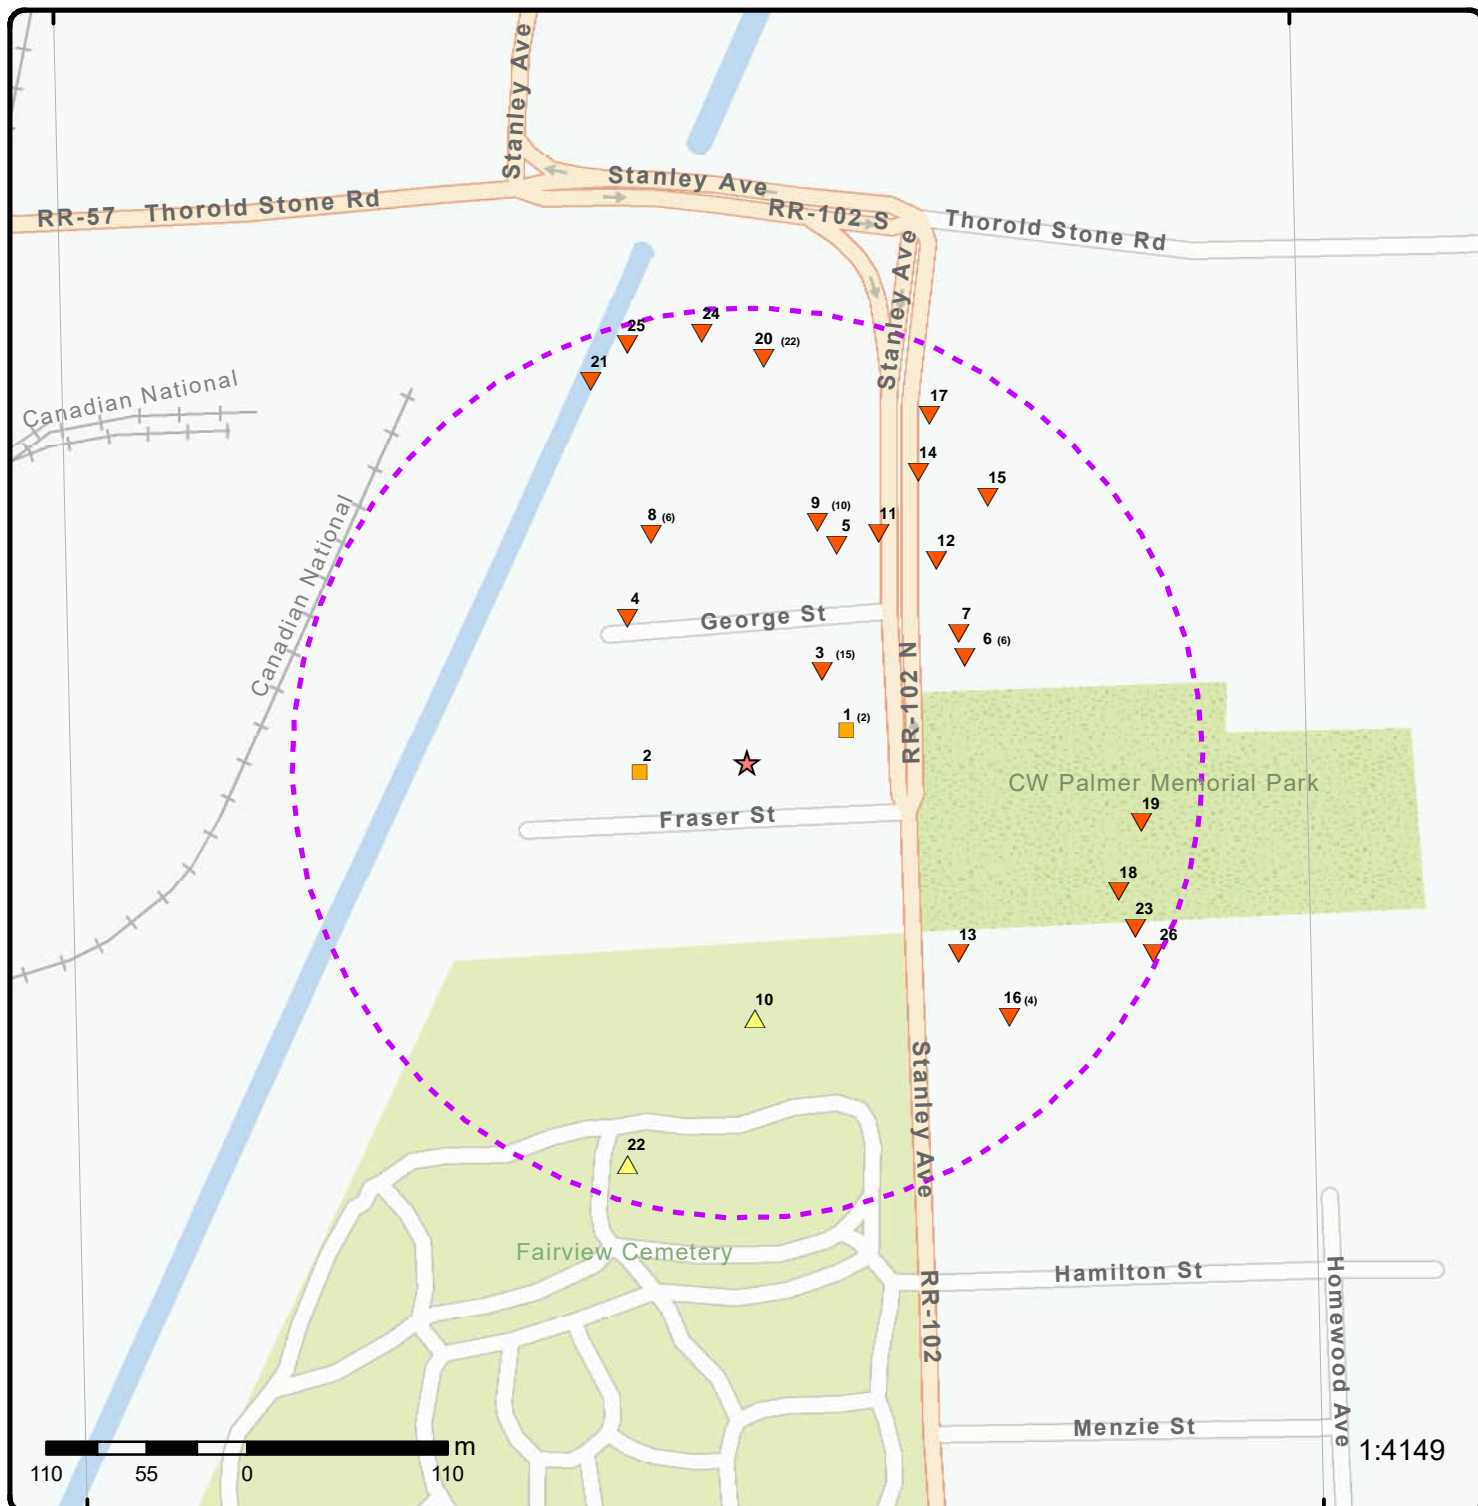 Stanley Ave
Stanley Ave
RR-57 Thorold Stone Rd
RR-102 S
Thorold Stone Rd
Stanley Ave
24
25
20 (22)
21
Canadian National
17
14
15
9 (10)
8 (6)
5
11
12
Canadian National
4
George St
7
6 (6)
3 (15)
RR-102 N
1 (2)
2
CW Palmer Memorial Park
19
Fraser St
18
23
13
26
10
16 (4)
Stanley Ave
22
Fairview Cemetery
Hamilton St
RR-102
Homewood Ave
Menzie St
m
1:4149
110 55 0 110